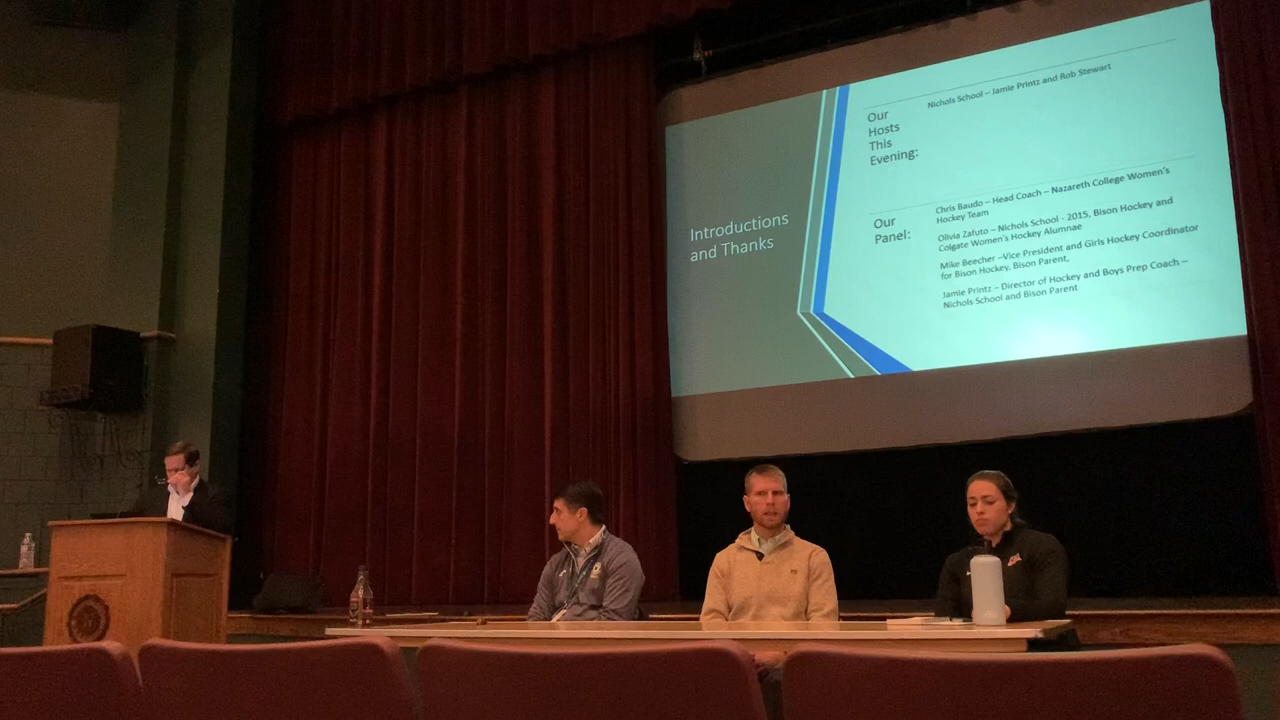 Introductions
and Thanks
Our
Hosts
This
Evening:
Nichols School – Jamie Printz and Rob Stewart
Our
Panel:
Chris Baudo – Head Coach – Nazareth College Women's
Hockey Team
Olivia Zafuto – Nichols School - 2015, Bison Hockey and
Colgate Women's Hockey Alumnae
Mike Beecher –Vice President and Girls Hockey Coordinator
for Bison Hockey, Bison Parent,
Jamie Printz – Director of Hockey and Boys Prep Coach –
Nichols School and Bison Parent